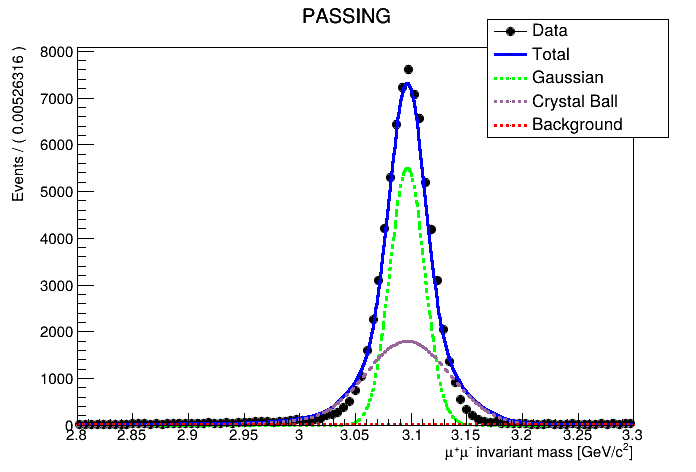 PASSING
Data
Total
Gaussian
Crystal Ball
Background
Events / ( 0.00526316 )
8000
7000
6000
5000
4000
3000
2000
1000
0
2.8 2.85 2.9 2.95 3 3.05 3.1 3.15 3.2 3.25 3.3
μ⁺μ⁻ invariant mass [GeV/c²]